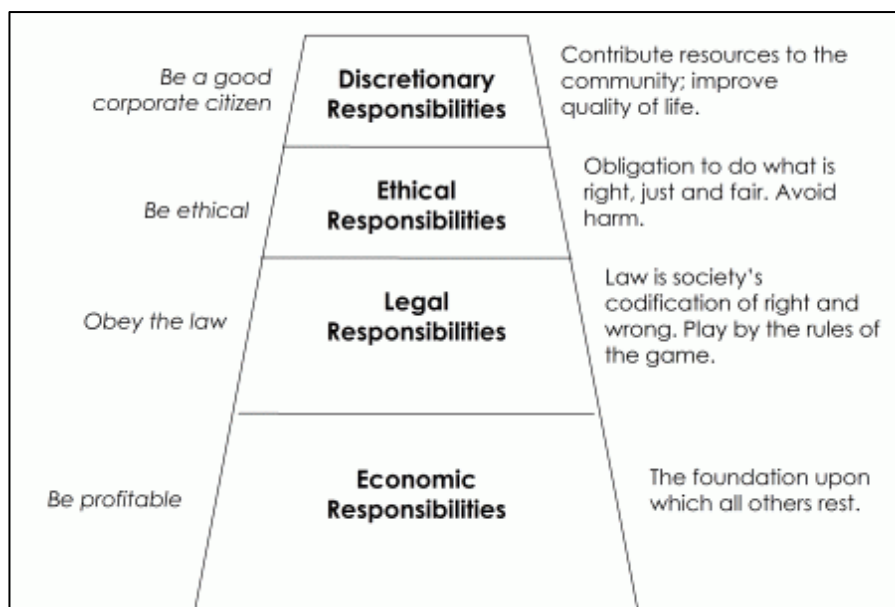 Be a good
corporate citizen
Discretionary
Responsibilities
Contribute resources to the
community; improve
quality of life.
Be ethical
Ethical
Responsibilities
Obligation to do what is
right, just and fair. Avoid
harm.
Obey the law
Legal
Responsibilities
Law is society’s
codification of right and
wrong. Play by the rules of
the game.
Be profitable
Economic
Responsibilities
The foundation upon
which all others rest.